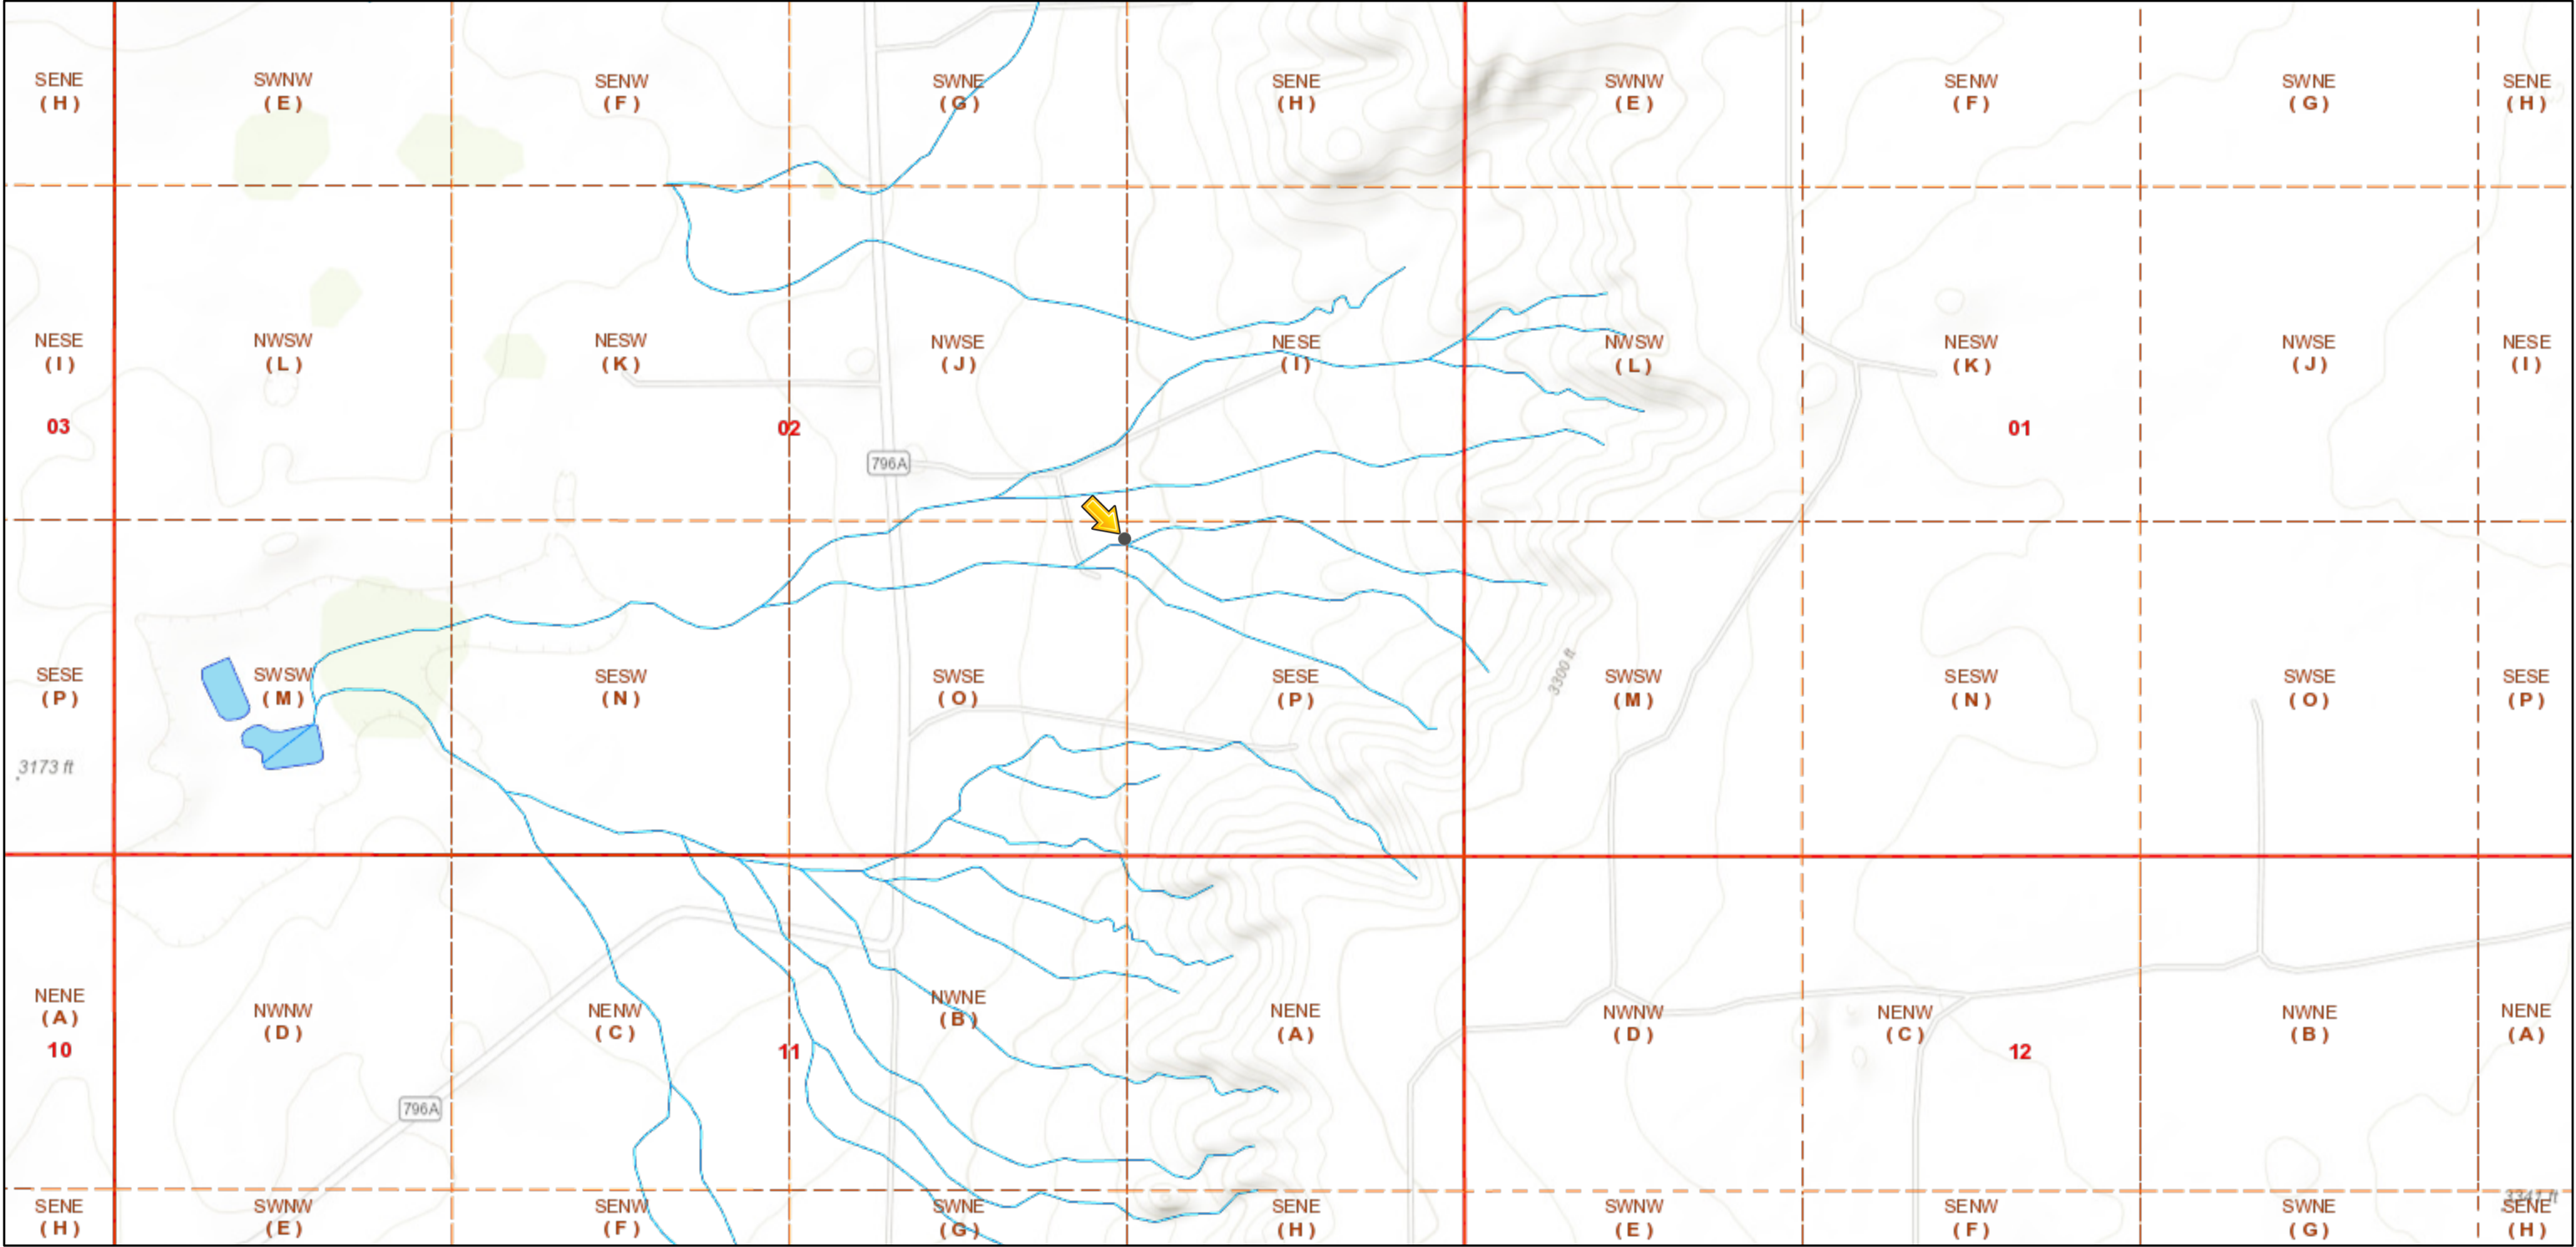 SENE
( H )
SWNW
( E )
SENW
( F )
SWNE
( G )
SENE
( H )
SWNW
( E )
SENW
( F )
SWNE
( G )
SENE
( H )
NESE
( I )
NWSW
( L )
NESW
( K )
NWSE
( J )
NESE
( I )
NWSW
( L )
NESW
( K )
NWSE
( J )
NESE
( I )
03
02
01
796A
SESE
( P )
SWSW
( M )
SESW
( N )
SWSE
( O )
SESE
( P )
3300 ft
SWSW
( M )
SESW
( N )
SWSE
( O )
SESE
( P )
3173 ft
NENE
( A )
NWNW
( D )
NENW
( C )
NWNE
( B )
NENE
( A )
NWNW
( D )
NENW
( C )
NWNE
( B )
NENE
( A )
10
11
12
796A
SENE
( H )
SWNW
( E )
SENW
( F )
SWNE
( G )
SENE
( H )
SWNW
( E )
SENW
( F )
SWNE
( G )
3341 ft
SENE
( H )